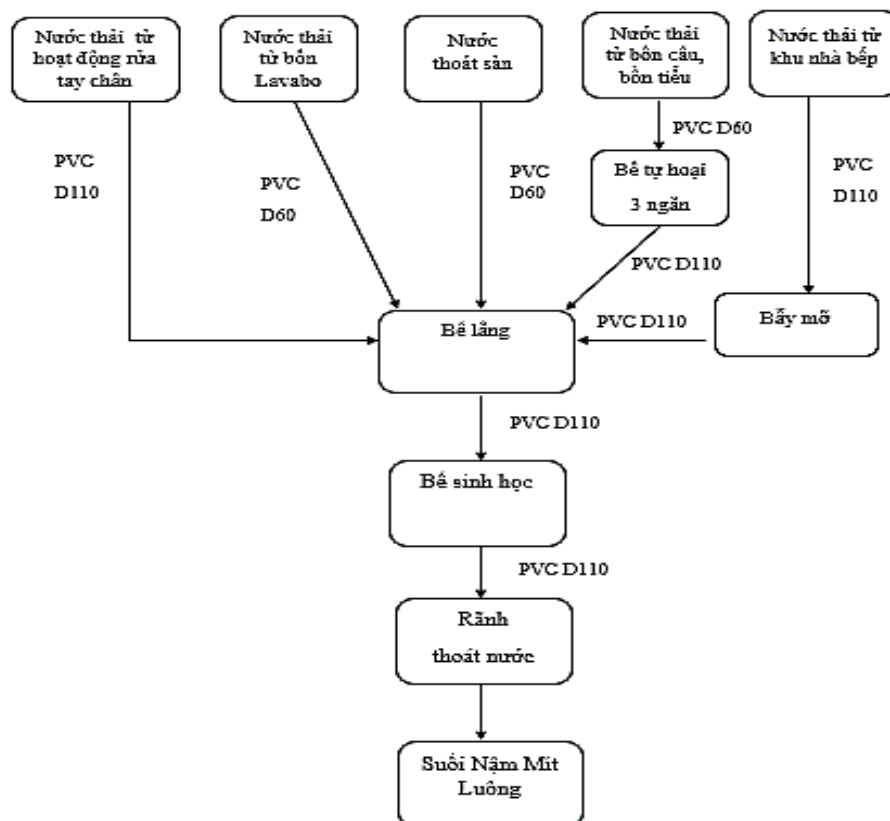 Nước thải từ
hoạt động rửa
tay chân
Nước thải
từ bồn
Lavabo
Nước
thoát sàn
Nước thải
từ bồn cầu,
bồn tiểu
Nước thải từ
khu nhà bếp
PVC
D110
PVC
D60
PVC
D60
PVC D60
PVC
D110
Bể tự hoại
3 ngăn
PVC D110
Bể lắng
PVC D110
Bẫy mỡ
PVC D110
Bể sinh học
PVC D110
Rãnh
thoát nước
Suối Nậm Mít
Luông